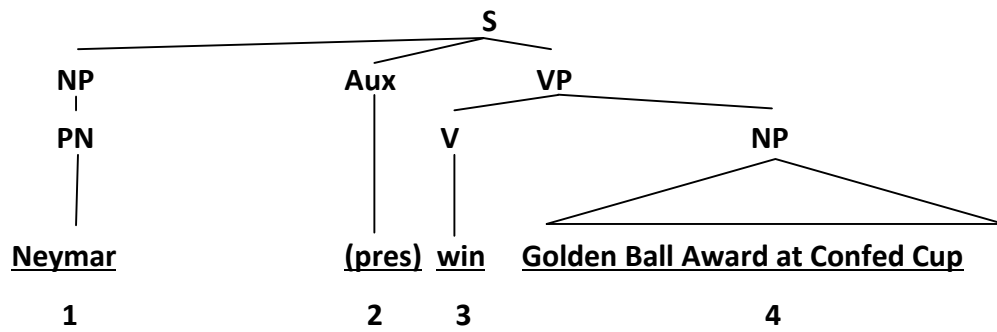 S
NP Aux VP
PN V NP
Neymar (pres) win Golden Ball Award at Confed Cup
1 2 3 4